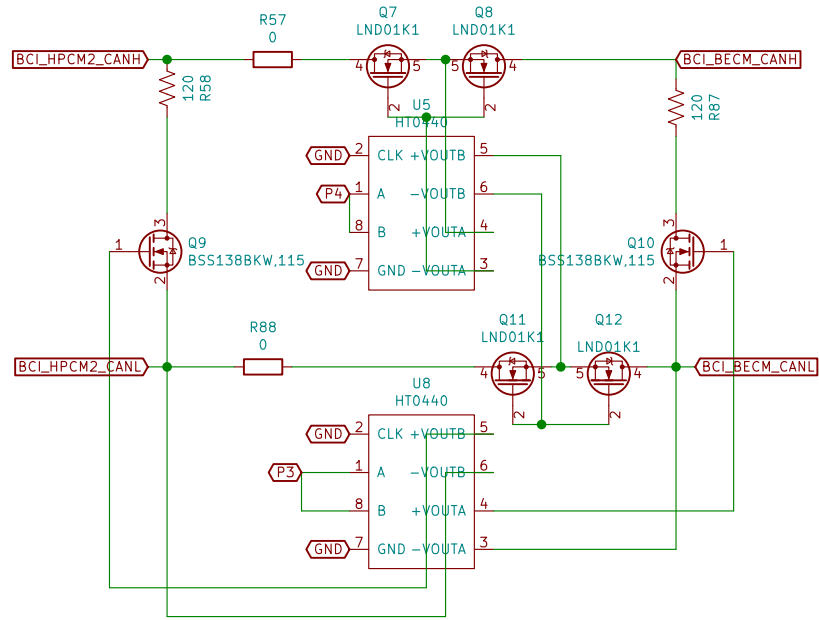 Q7
Q8
R57
LND01K1
LND01K1
0
BCI_HPCM2_CANH
BCI_BECM_CANH
4
5
5
4
120
R58
2
2
120
R87
U5
HT0440
GND
2
CLK
+VOUTB
5
P4
1
A
-VOUTB
6
8
B
+VOUTA
4
GND
7
GND
-VOUTA
3
3
1
2
Q9
BSS138BKW,115
3
1
2
Q10
BSS138BKW,115
R88
0
Q11
LND01K1
Q12
LND01K1
BCI_HPCM2_CANL
BCI_BECM_CANL
4
5
5
4
2
2
U8
HT0440
GND
2
CLK
+VOUTB
5
P3
1
A
-VOUTB
6
8
B
+VOUTA
4
GND
7
GND
-VOUTA
3